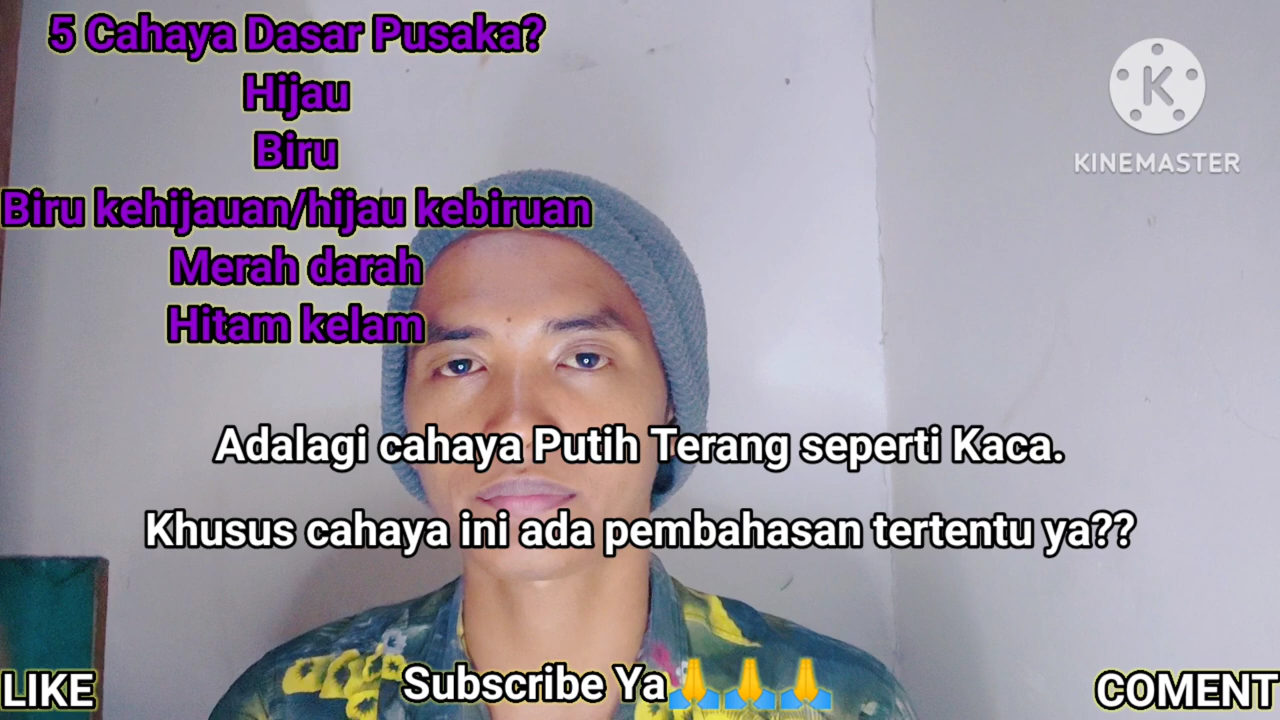 5 Cahaya Dasar Pusaka?
Hijau
Biru
Biru kehijauan/hijau kebiruan
Merah darah
Hitam kelam
K
KINEMASTER
Adalagi cahaya Putih Terang seperti Kaca.
Khusus cahaya ini ada pembahasan tertentu ya??
LIKE
Subscribe Ya🙏🙏🙏
COMENT